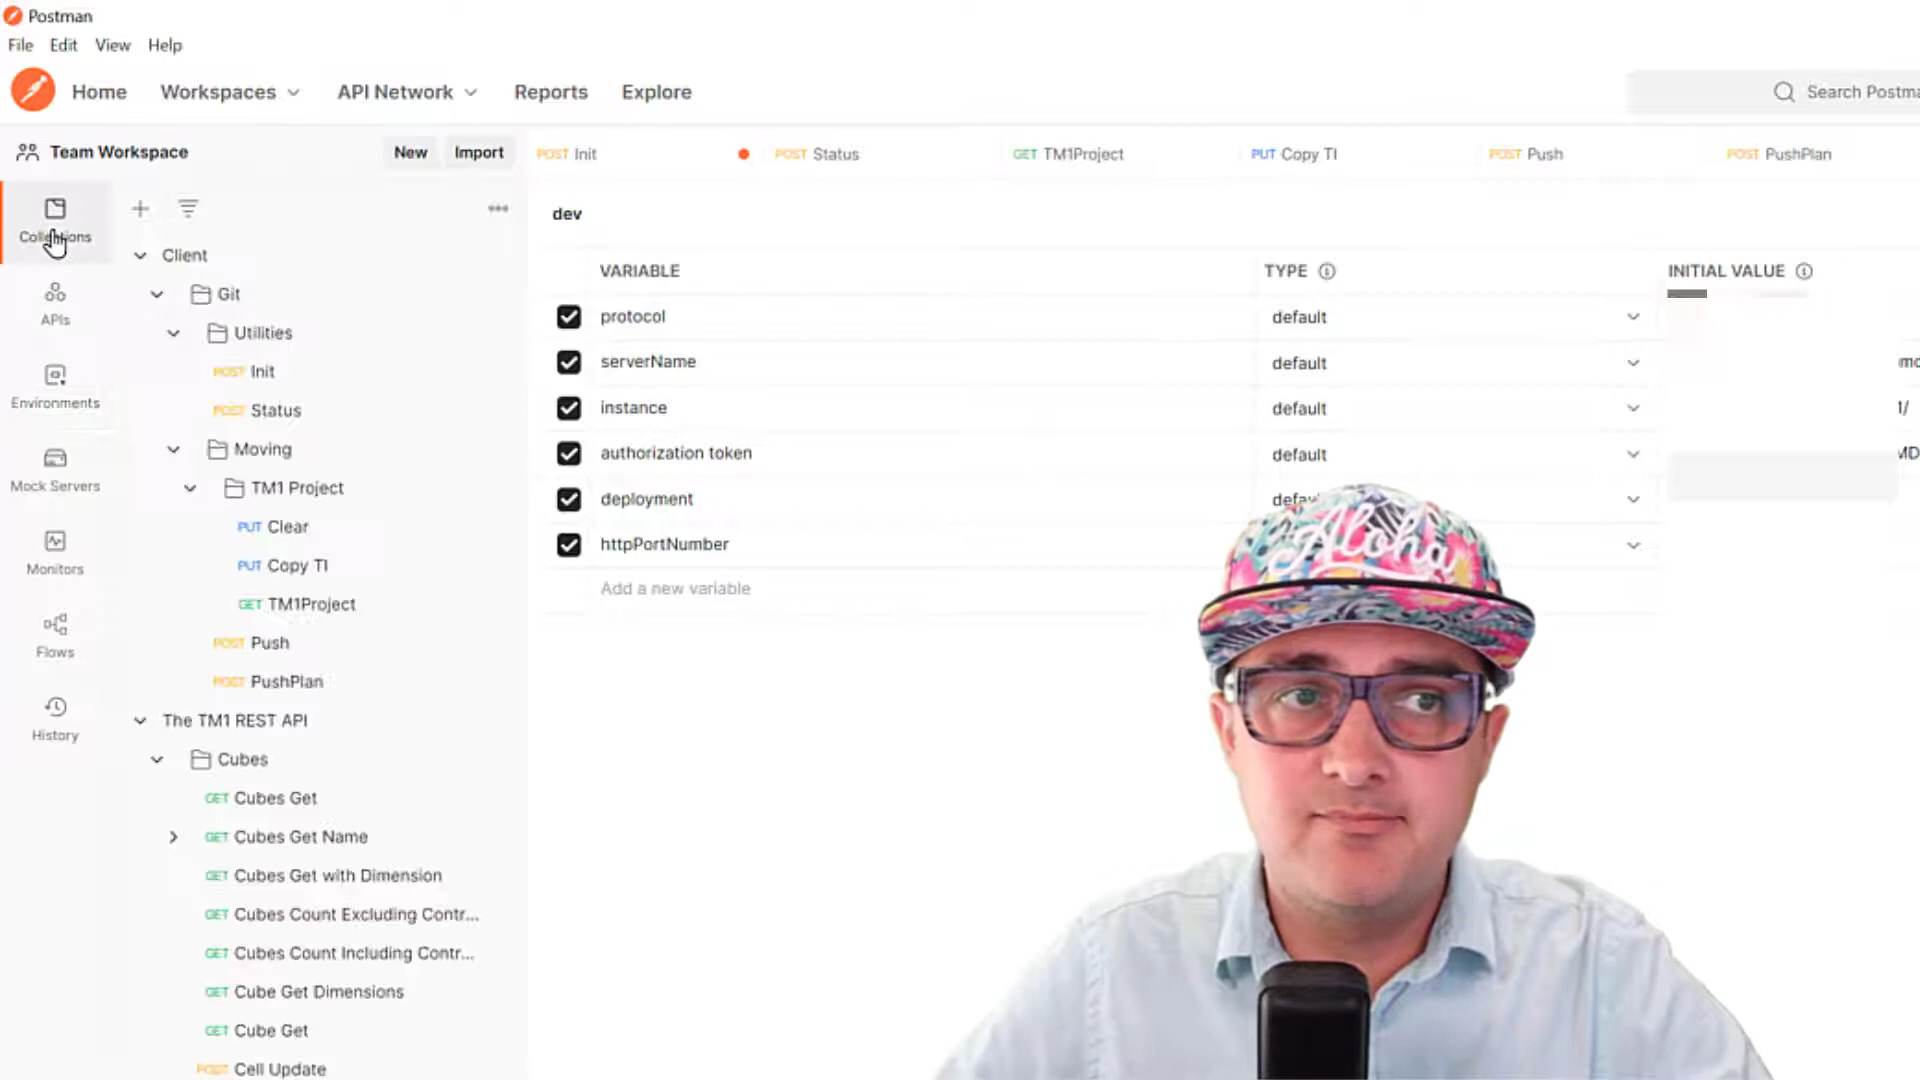 Postman
File Edit View Help
Home Workspaces API Network Reports Explore
Search Postma
Team Workspace New Import
POST Init POST Status GET TM1Project PUT Copy TI POST Push POST PushPlan
Collections
APIs
Environments
Mock Servers
Monitors
Flows
History
Client
Git
Utilities
POST Init
POST Status
Moving
TM1 Project
PUT Clear
PUT Copy TI
GET TM1Project
POST Push
POST PushPlan
The TM1 REST API
Cubes
GET Cubes Get
GET Cubes Get Name
GET Cubes Get with Dimension
GET Cubes Count Excluding Contr...
GET Cubes Count Including Contr...
GET Cube Get Dimensions
GET Cube Get
POST Cell Update
dev
VARIABLE TYPE INITIAL VALUE
protocol default
serverName default
instance default
authorization token default
deployment defau
httpPortNumber
Add a new variable
Aloha